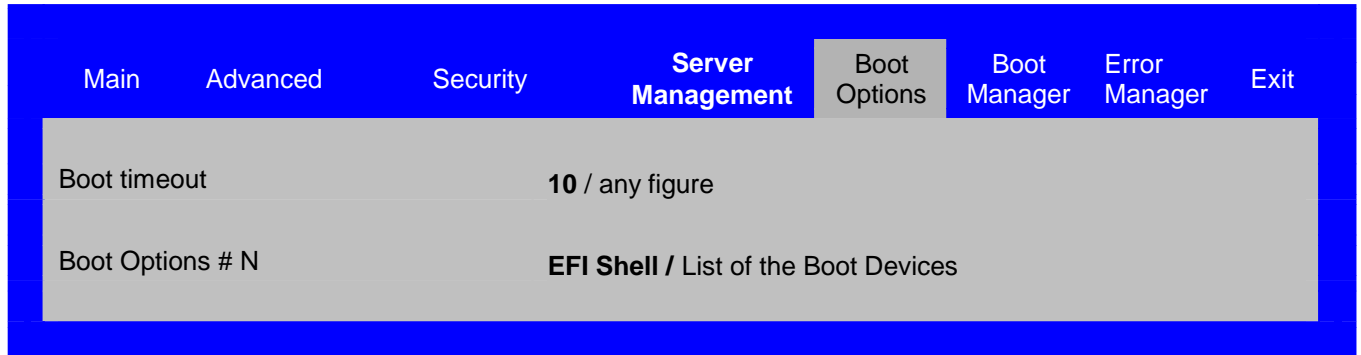 Main Advanced Security Server Management Boot Options Boot Manager Error Manager Exit
Boot timeout 10 / any figure
Boot Options # N EFI Shell / List of the Boot Devices